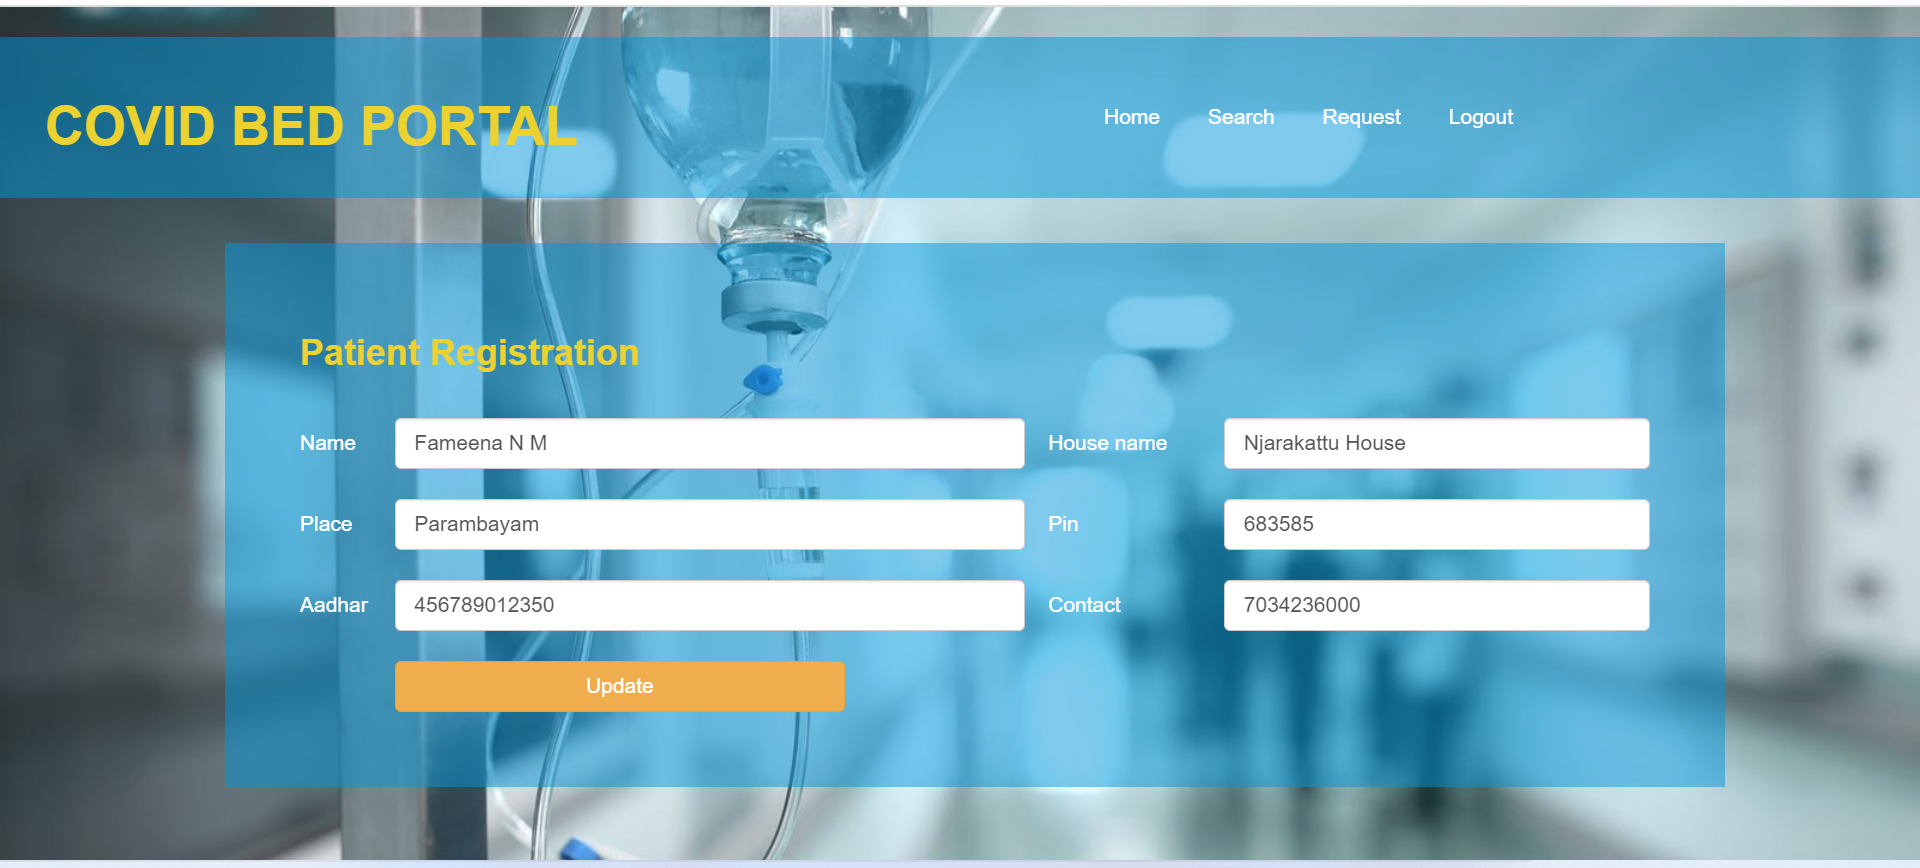 COVID BED PORTAL
Home Search Request Logout
Patient Registration
Name Fameena N M House name Njarakattu House
Place Parambayam Pin 683585
Aadhar 456789012350 Contact 7034236000
Update